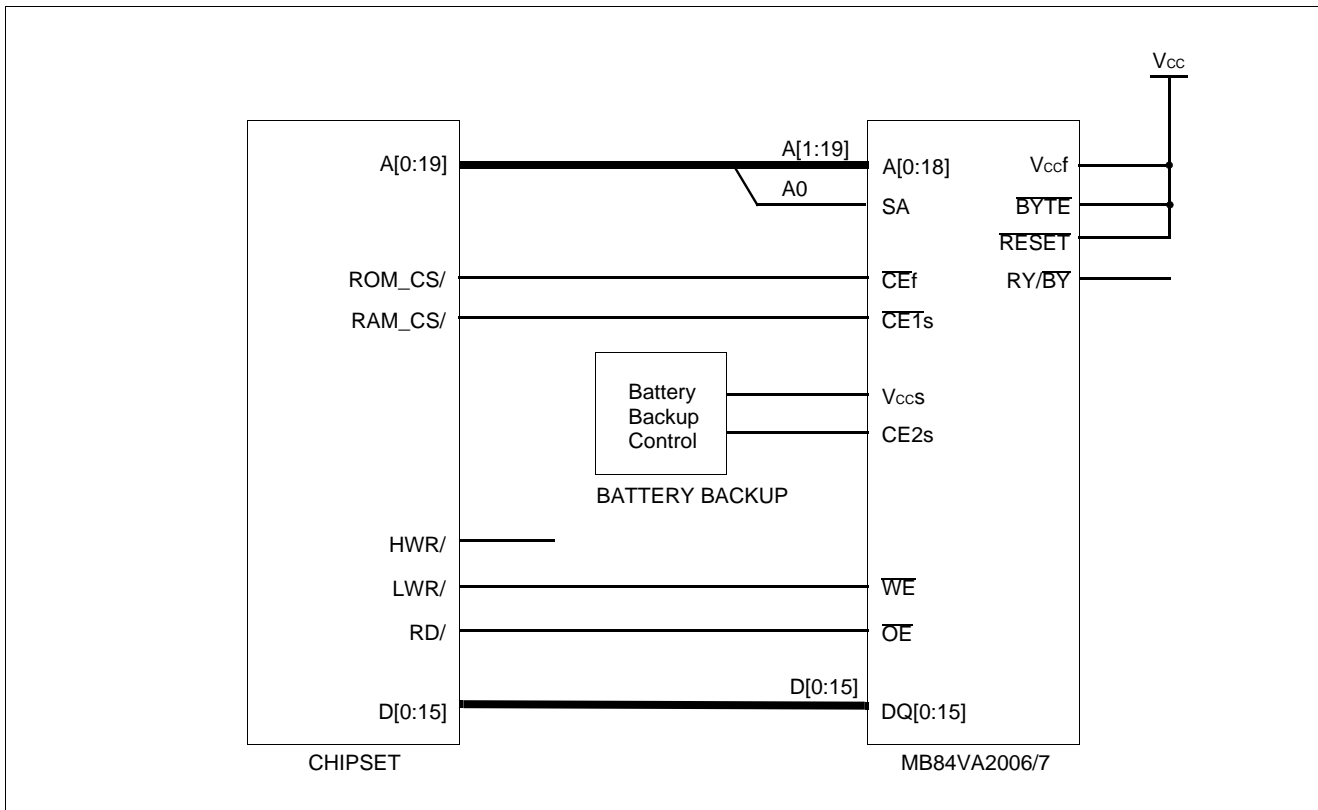 Vcc
A[0:19]
A[1:19]
A[0:18]
Vccf
A0
SA
BYTE
RESET
ROM_CS/
CEf
RY/BY
RAM_CS/
CE1s
Battery
Backup
Control
Vccs
CE2s
BATTERY BACKUP
HWR/
LWR/
WE
RD/
OE
D[0:15]
D[0:15]
DQ[0:15]
CHIPSET
MB84VA2006/7